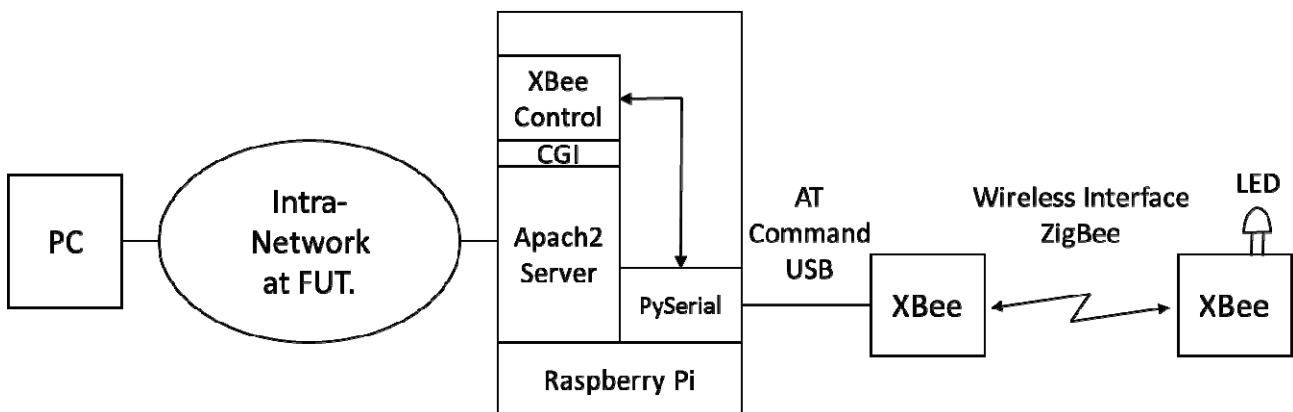 PC
Intra-
Network
at FUT.
XBee
Control
CGI
Apach2
Server
PySerial
Raspberry Pi
AT
Command
USB
XBee
Wireless Interface
ZigBee
LED
XBee